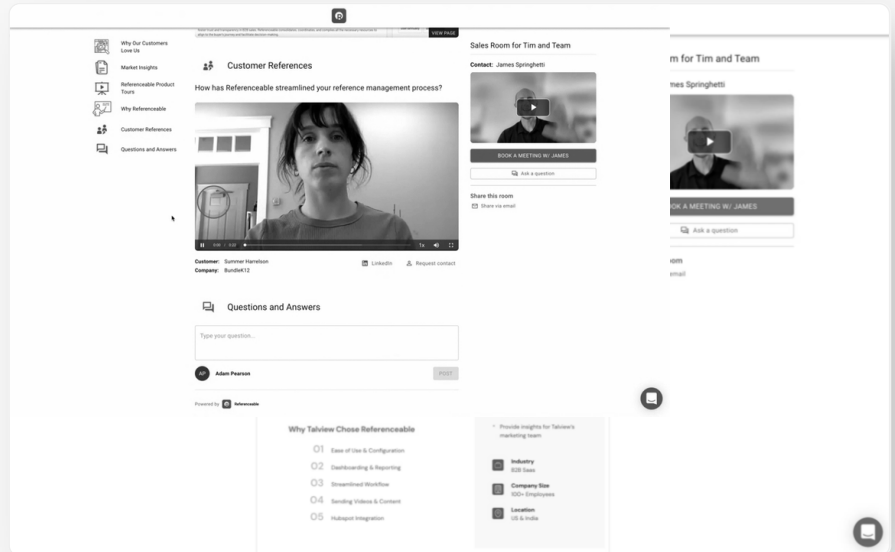 VIEW PAGE
Why Our Customers
Love Us
Market Insights
Referenceable Product
Tours
Why Referenceable
Customer References
Questions and Answers
Customer References
How has Referenceable streamlined your reference management process?
1x
Customer: Summer Harrelson
Company: BundleK12
LinkedIn
Request contact
Questions and Answers
Type your question...
AP
Adam Pearson
POST
Powered by Referenceable
Sales Room for Tim and Team
Contact: James Springhetti
BOOK A MEETING W/ JAMES
Ask a question
Share this room
Share via email
m for Tim and Team
mes Springhetti
OK A MEETING W/ JAMES
Ask a question
oom
email
Why Talview Chose Referenceable
01 Ease of Use & Configuration
02 Dashboarding & Reporting
03 Streamlined Workflow
04 Sending Videos & Content
05 Hubspot Integration
Provide insights for Talview's
marketing team
Industry
B2B Saas
Company Size
100+ Employees
Location
US & India